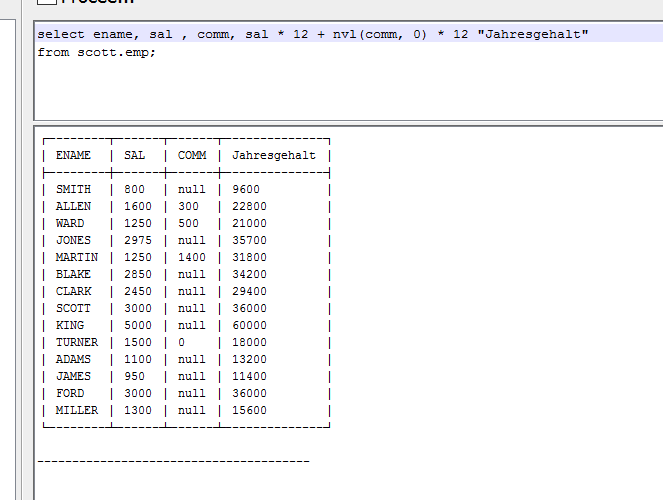 select ename, sal , comm, sal * 12 + nvl(comm, 0) * 12 "Jahresgehalt"
from scott.emp;
ENAME | SAL | COMM | Jahresgehalt
SMITH | 800 | null | 9600
ALLEN | 1600 | 300 | 22800
WARD | 1250 | 500 | 21000
JONES | 2975 | null | 35700
MARTIN | 1250 | 1400 | 31800
BLAKE | 2850 | null | 34200
CLARK | 2450 | null | 29400
SCOTT | 3000 | null | 36000
KING | 5000 | null | 60000
TURNER | 1500 | 0 | 18000
ADAMS | 1100 | null | 13200
JAMES | 950 | null | 11400
FORD | 3000 | null | 36000
MILLER | 1300 | null | 15600